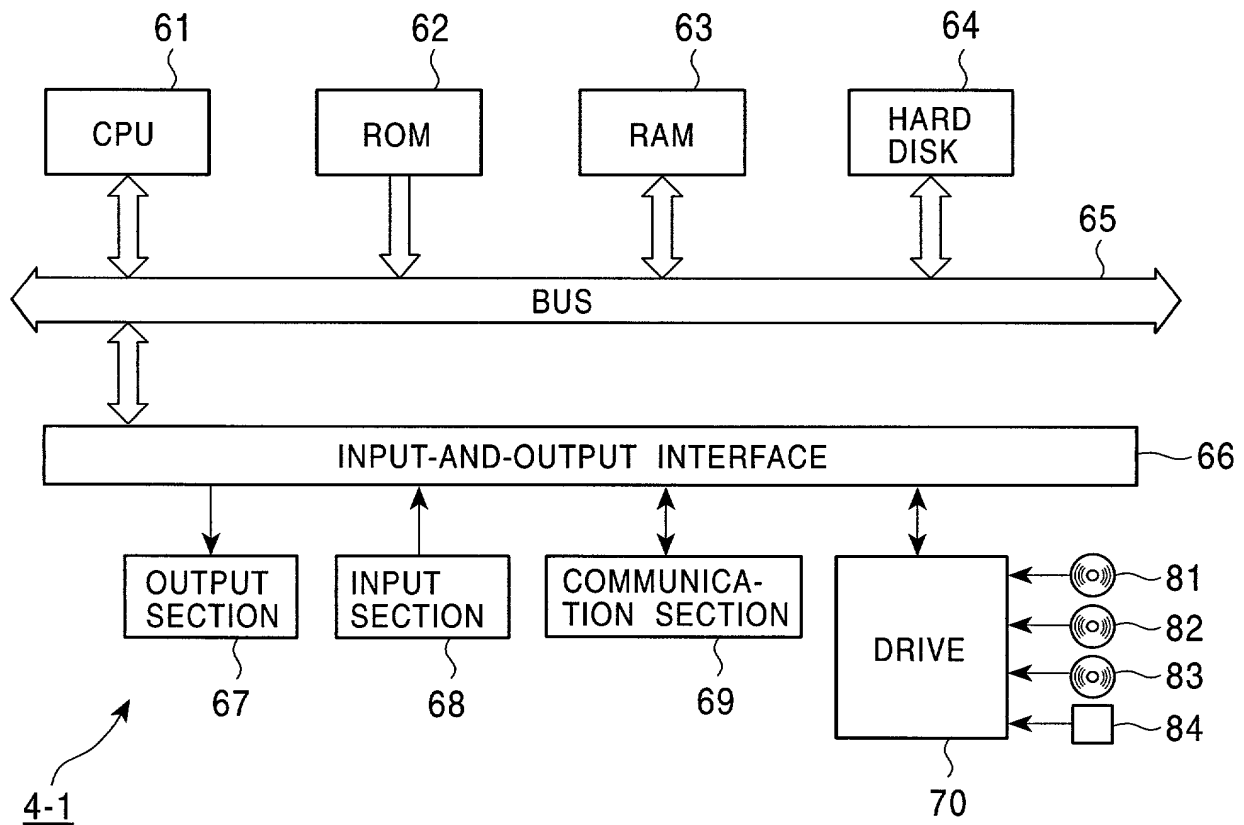 61
62
63
64
CPU
ROM
RAM
HARD
DISK
65
BUS
INPUT-AND-OUTPUT INTERFACE
66
OUTPUT
SECTION
INPUT
SECTION
COMMUNICA-
TION SECTION
DRIVE
81
82
83
84
67
68
69
70
4-1